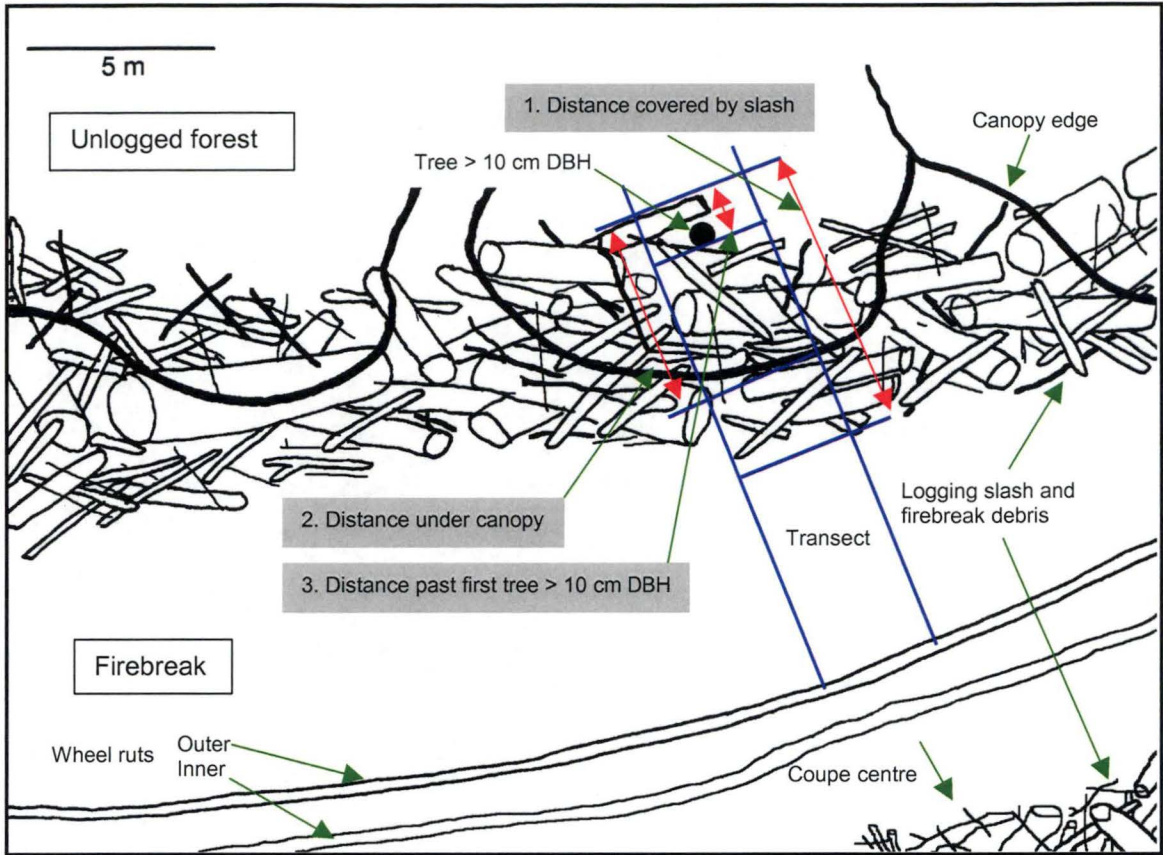 5 m
Unlogged forest
1. Distance covered by slash
Canopy edge
Tree > 10 cm DBH
2. Distance under canopy
3. Distance past first tree > 10 cm DBH
Logging slash and
firebreak debris
Transect
Firebreak
Wheel ruts
Outer
Inner
Coupe centre